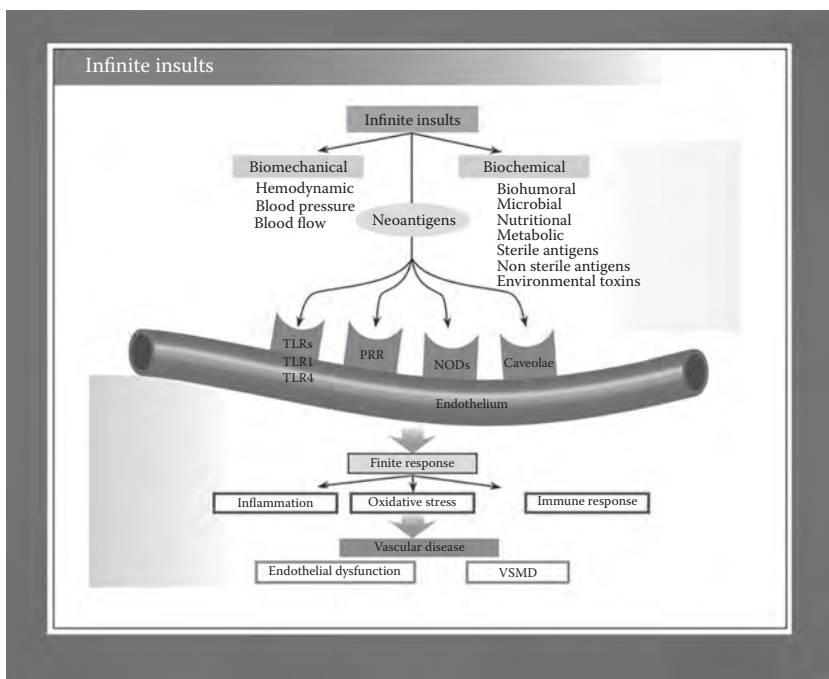 Infinite insults
Infinite insults
Biomechanical
Hemodynamic
Blood pressure
Blood flow
Neoantigens
Biochemical
Biohumoral
Microbial
Nutritional
Metabolic
Sterile antigens
Non sterile antigens
Environmental toxins
TLRs
TLR1
TLR4
PRR
NODs
Caveolae
Endothelium
Finite response
Inflammation
Oxidative stress
Immune response
Vascular disease
Endothelial dysfunction
VSMD